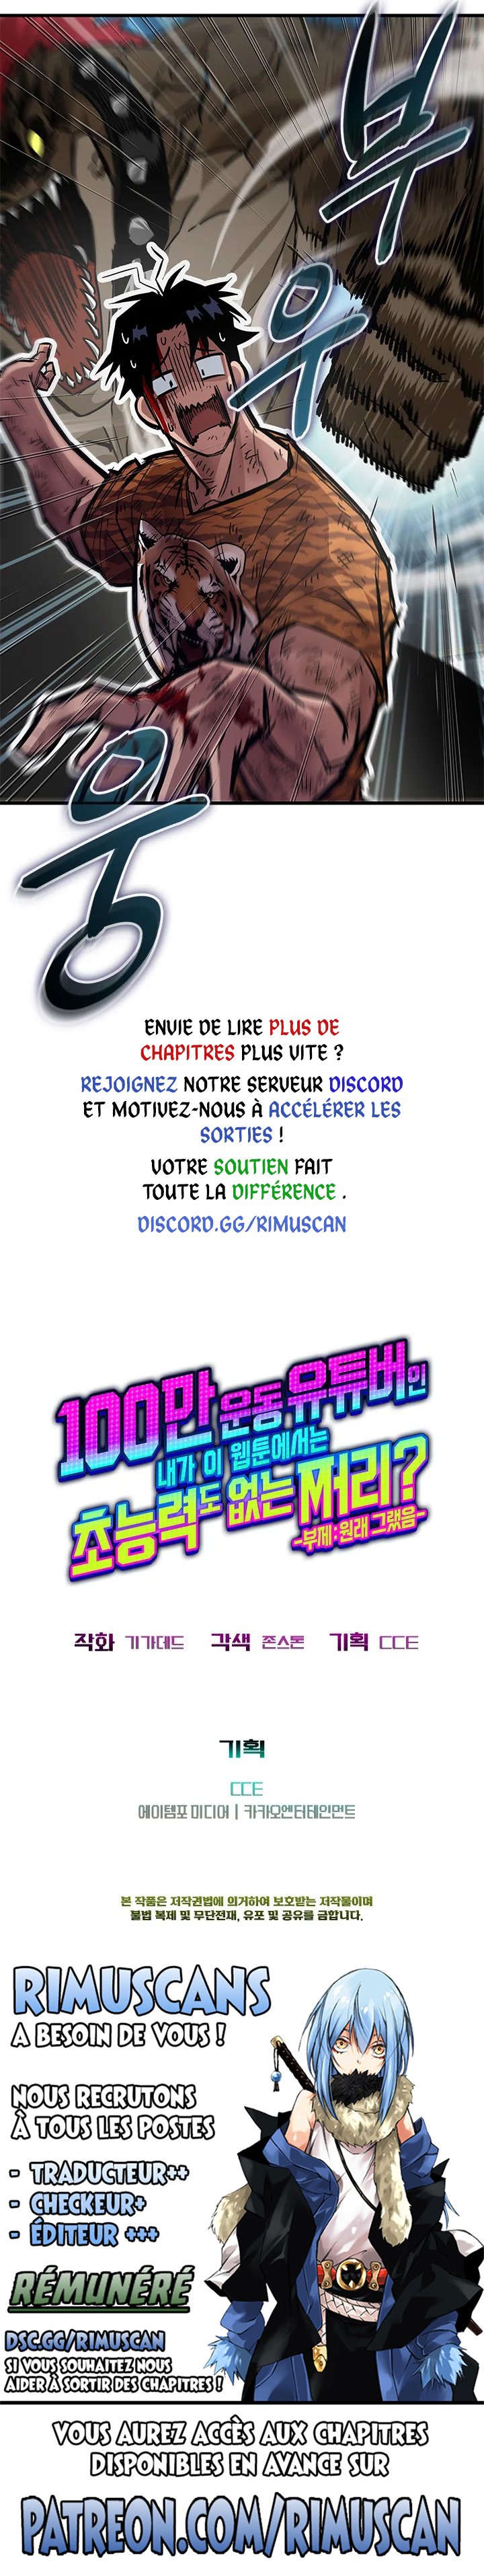 부
우
웅
ENVIE DE LIRE PLUS DE
CHAPITRES PLUS VITE ?
REJOIGNEZ NOTRE SERVEUR DISCORD
ET MOTIVEZ-NOUS À ACCÉLÉRER LES
SORTIES !
VOTRE SOUTIEN FAIT
TOUTE LA DIFFÉRENCE .
DISCORD.GG/RIMUSCAN
100만 운동 유튜버인
내가 이 웹툰에서는
초능력도 없는 쩌리?
-부제:원래 그랬음-
작화 기가데드 각색 존스톤 기획 CCE
기획
CCE
에이템포미디어 | 카카오엔터테인먼트
본 작품은 저작권법에 의거하여 보호받는 저작물이며
불법 복제 및 무단전재, 유포 및 공유를 금합니다.
RIMUSCANS
A BESOIN DE VOUS !
NOUS RECRUTONS
À TOUS LES POSTES
- TRADUCTEUR++
- CHECKEUR+
- ÉDITEUR +++
RÉMUNÉRÉ
DSC.GG/RIMUSCAN
SI VOUS SOUHAITEZ NOUS
AIDER À SORTIR DES CHAPITRES !
VOUS AUREZ ACCÈS AUX CHAPITRES
DISPONIBLES EN AVANCE SUR
PATREON.COM/RIMUSCAN